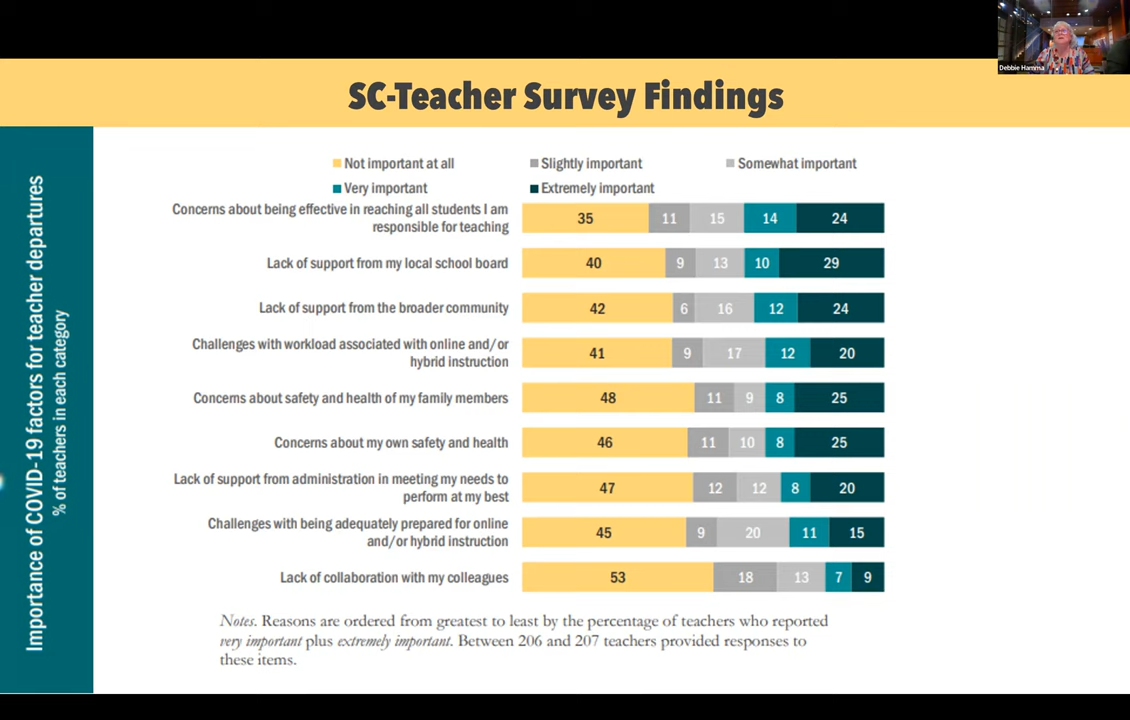 Debbie Hamma
SC-Teacher Survey Findings
Importance of COVID-19 factors for teacher departures
% of teachers in each category
Not important at all
Slightly important
Somewhat important
Very important
Extremely important
Concerns about being effective in reaching all students I am
responsible for teaching
35 11 15 14 24
Lack of support from my local school board
40 9 13 10 29
Lack of support from the broader community
42 6 16 12 24
Challenges with workload associated with online and/or
hybrid instruction
41 9 17 12 20
Concerns about safety and health of my family members
48 11 9 8 25
Concerns about my own safety and health
46 11 10 8 25
Lack of support from administration in meeting my needs to
perform at my best
47 12 12 8 20
Challenges with being adequately prepared for online
and/or hybrid instruction
45 9 20 11 15
Lack of collaboration with my colleagues
53 18 13 7 9
Notes. Reasons are ordered from greatest to least by the percentage of teachers who reported
very important plus extremely important. Between 206 and 207 teachers provided responses to
these items.